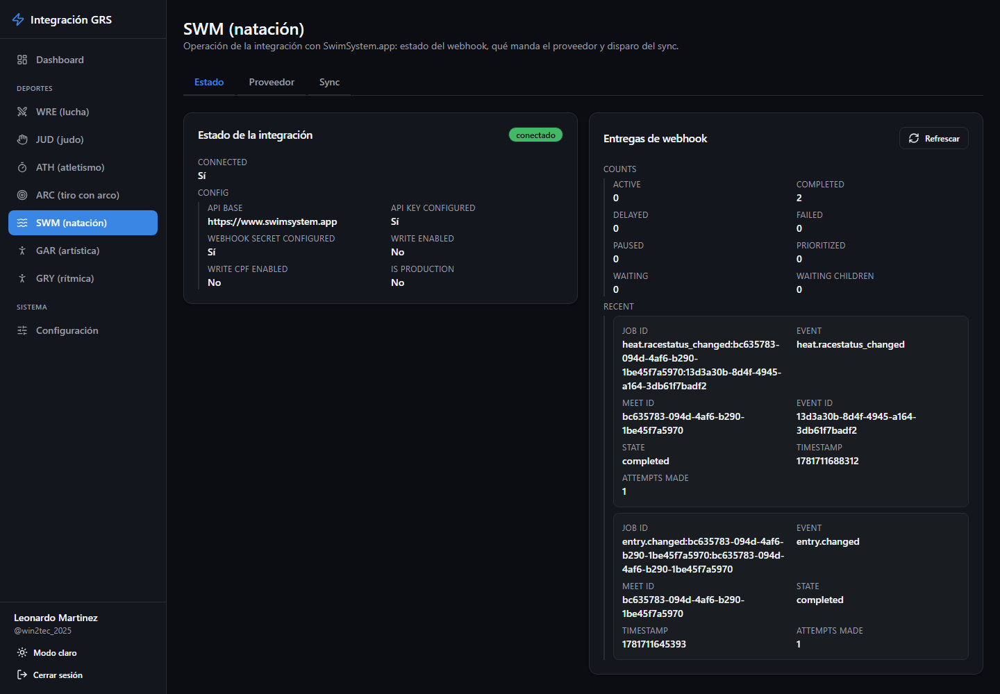 Integración GRS
Dashboard
DEPORTES
WRE (lucha)
JUD (judo)
ATH (atletismo)
ARC (tiro con arco)
SWM (natación)
GAR (artística)
GRY (rítmica)
SISTEMA
Configuración
Leonardo Martinez
@win2tec_2025
Modo claro
Cerrar sesión
SWM (natación)
Operación de la integración con SwimSystem.app: estado del webhook, qué manda el proveedor y disparo del sync.
Estado Proveedor Sync
Estado de la integración conectado
CONNECTED
Sí
CONFIG
API BASE API KEY CONFIGURED
https://www.swimsystem.app Sí
WEBHOOK SECRET CONFIGURED WRITE ENABLED
Sí No
WRITE CPF ENABLED IS PRODUCTION
No No
Entregas de webhook Refrescar
COUNTS
ACTIVE COMPLETED
0 2
DELAYED FAILED
0 0
PAUSED PRIORITIZED
0 0
WAITING WAITING CHILDREN
0 0
RECENT
JOB ID EVENT
heat.racestatus_changed:bc635783- heat.racestatus_changed
094d-4af6-b290-
1be45f7a5970:13d3a30b-8d4f-4945-
a164-3db61f7badf2
MEET ID EVENT ID
bc635783-094d-4af6-b290- 13d3a30b-8d4f-4945-a164-
1be45f7a5970 3db61f7badf2
STATE TIMESTAMP
completed 1781711688312
ATTEMPTS MADE
1
JOB ID EVENT
entry.changed:bc635783-094d-4af6- entry.changed
b290-1be45f7a5970:bc635783-094d-
4af6-b290-1be45f7a5970
MEET ID STATE
bc635783-094d-4af6-b290- completed
1be45f7a5970
TIMESTAMP ATTEMPTS MADE
1781711645393 1